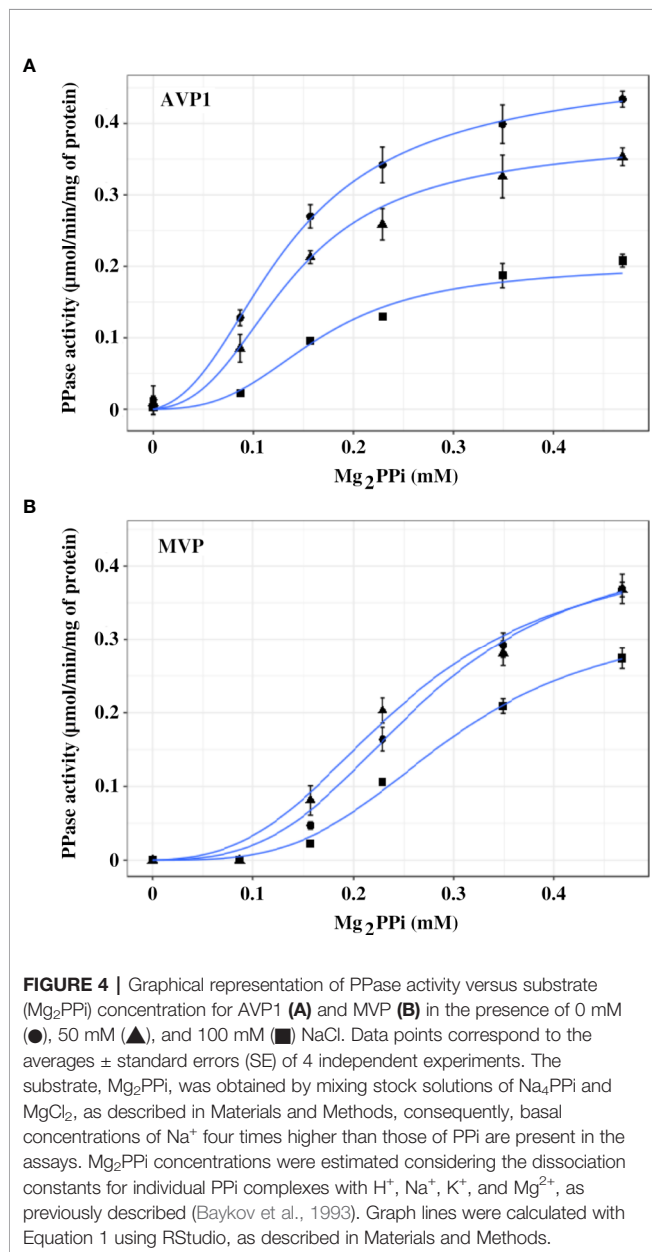 A
AVP1
PPase activity (µmol/min/mg of protein)
0.4
0.3
0.2
0.1
0
0 0.1 0.2 0.3 0.4
Mg2PPi (mM)
B
MVP
PPase activity (µmol/min/mg of protein)
0.4
0.3
0.2
0.1
0
0 0.1 0.2 0.3 0.4
Mg2PPi (mM)
FIGURE 4 | Graphical representation of PPase activity versus substrate
(Mg2PPi) concentration for AVP1 (A) and MVP (B) in the presence of 0 mM
(●), 50 mM (▲), and 100 mM (■) NaCl. Data points correspond to the
averages ± standard errors (SE) of 4 independent experiments. The
substrate, Mg2PPi, was obtained by mixing stock solutions of Na4PPi and
MgCl2, as described in Materials and Methods, consequently, basal
concentrations of Na+ four times higher than those of PPi are present in the
assays. Mg2PPi concentrations were estimated considering the dissociation
constants for individual PPi complexes with H+, Na+, K+, and Mg2+, as
previously described (Baykov et al., 1993). Graph lines were calculated with
Equation 1 using RStudio, as described in Materials and Methods.